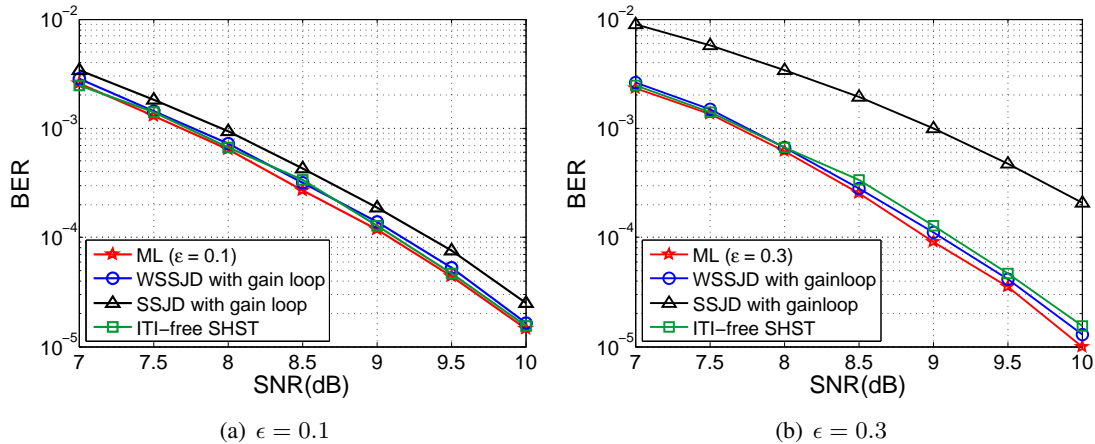 10⁻²
10⁻³
10⁻⁴
10⁻⁵
BER
7 7.5 8 8.5 9 9.5 10
SNR(dB)
ML (ε = 0.1)
WSSJD with gain loop
SSJD with gain loop
ITI−free SHST
(a) ϵ = 0.1
10⁻²
10⁻³
10⁻⁴
10⁻⁵
BER
7 7.5 8 8.5 9 9.5 10
SNR(dB)
ML (ε = 0.3)
WSSJD with gainloop
SSJD with gainloop
ITI−free SHST
(b) ϵ = 0.3